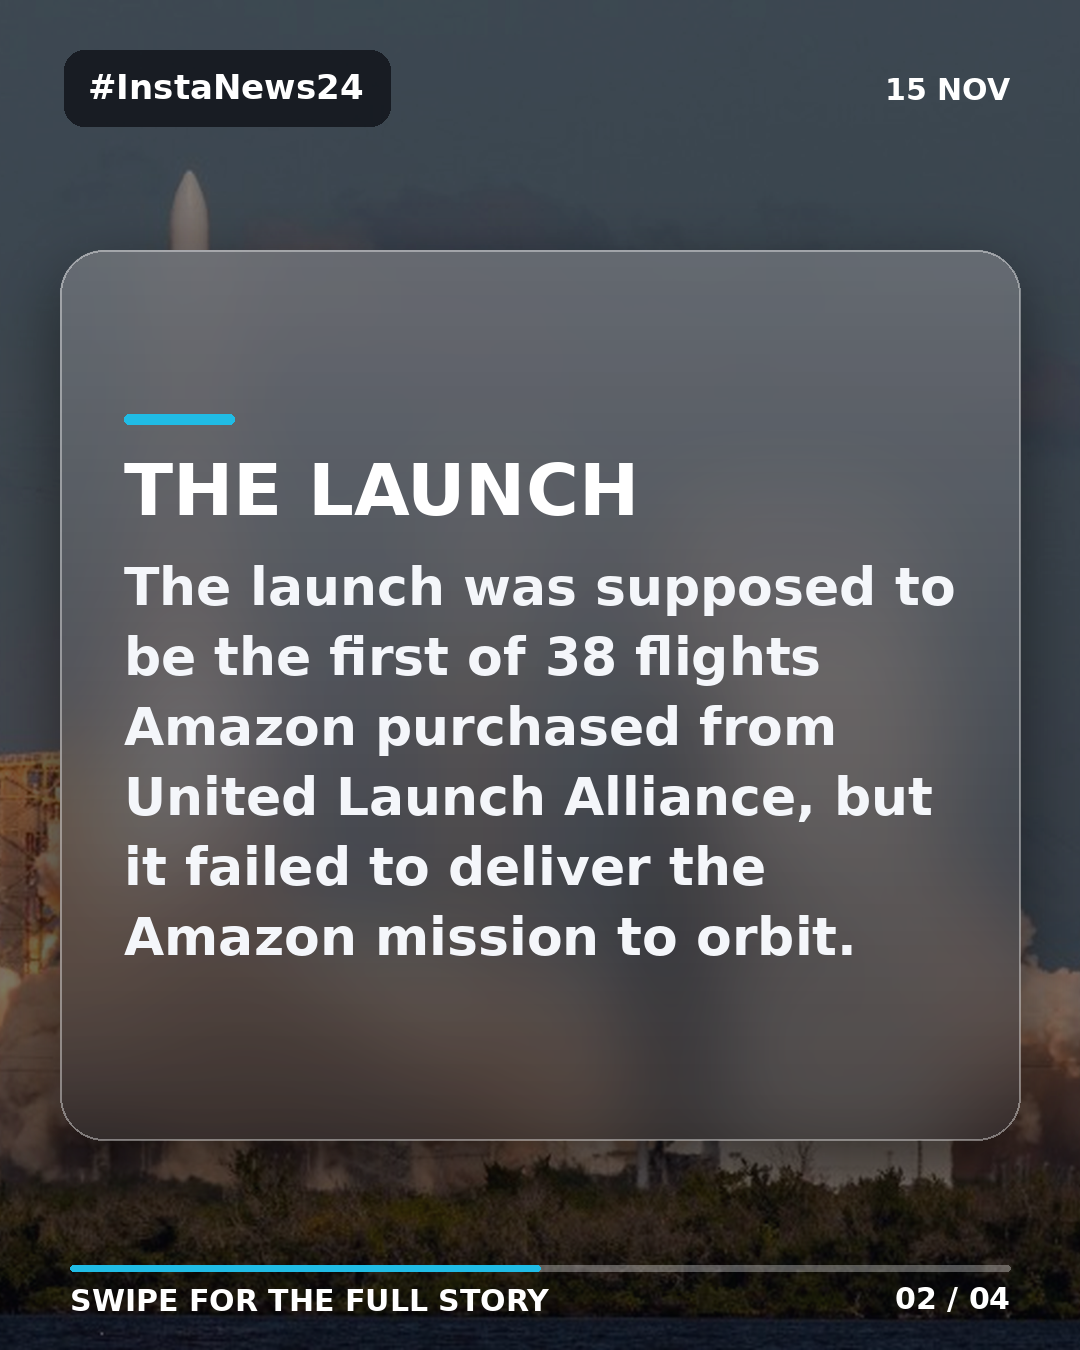 #InstaNews24
15 NOV
THE LAUNCH
The launch was supposed to
be the first of 38 flights
Amazon purchased from
United Launch Alliance, but
it failed to deliver the
Amazon mission to orbit.
SWIPE FOR THE FULL STORY
02 / 04